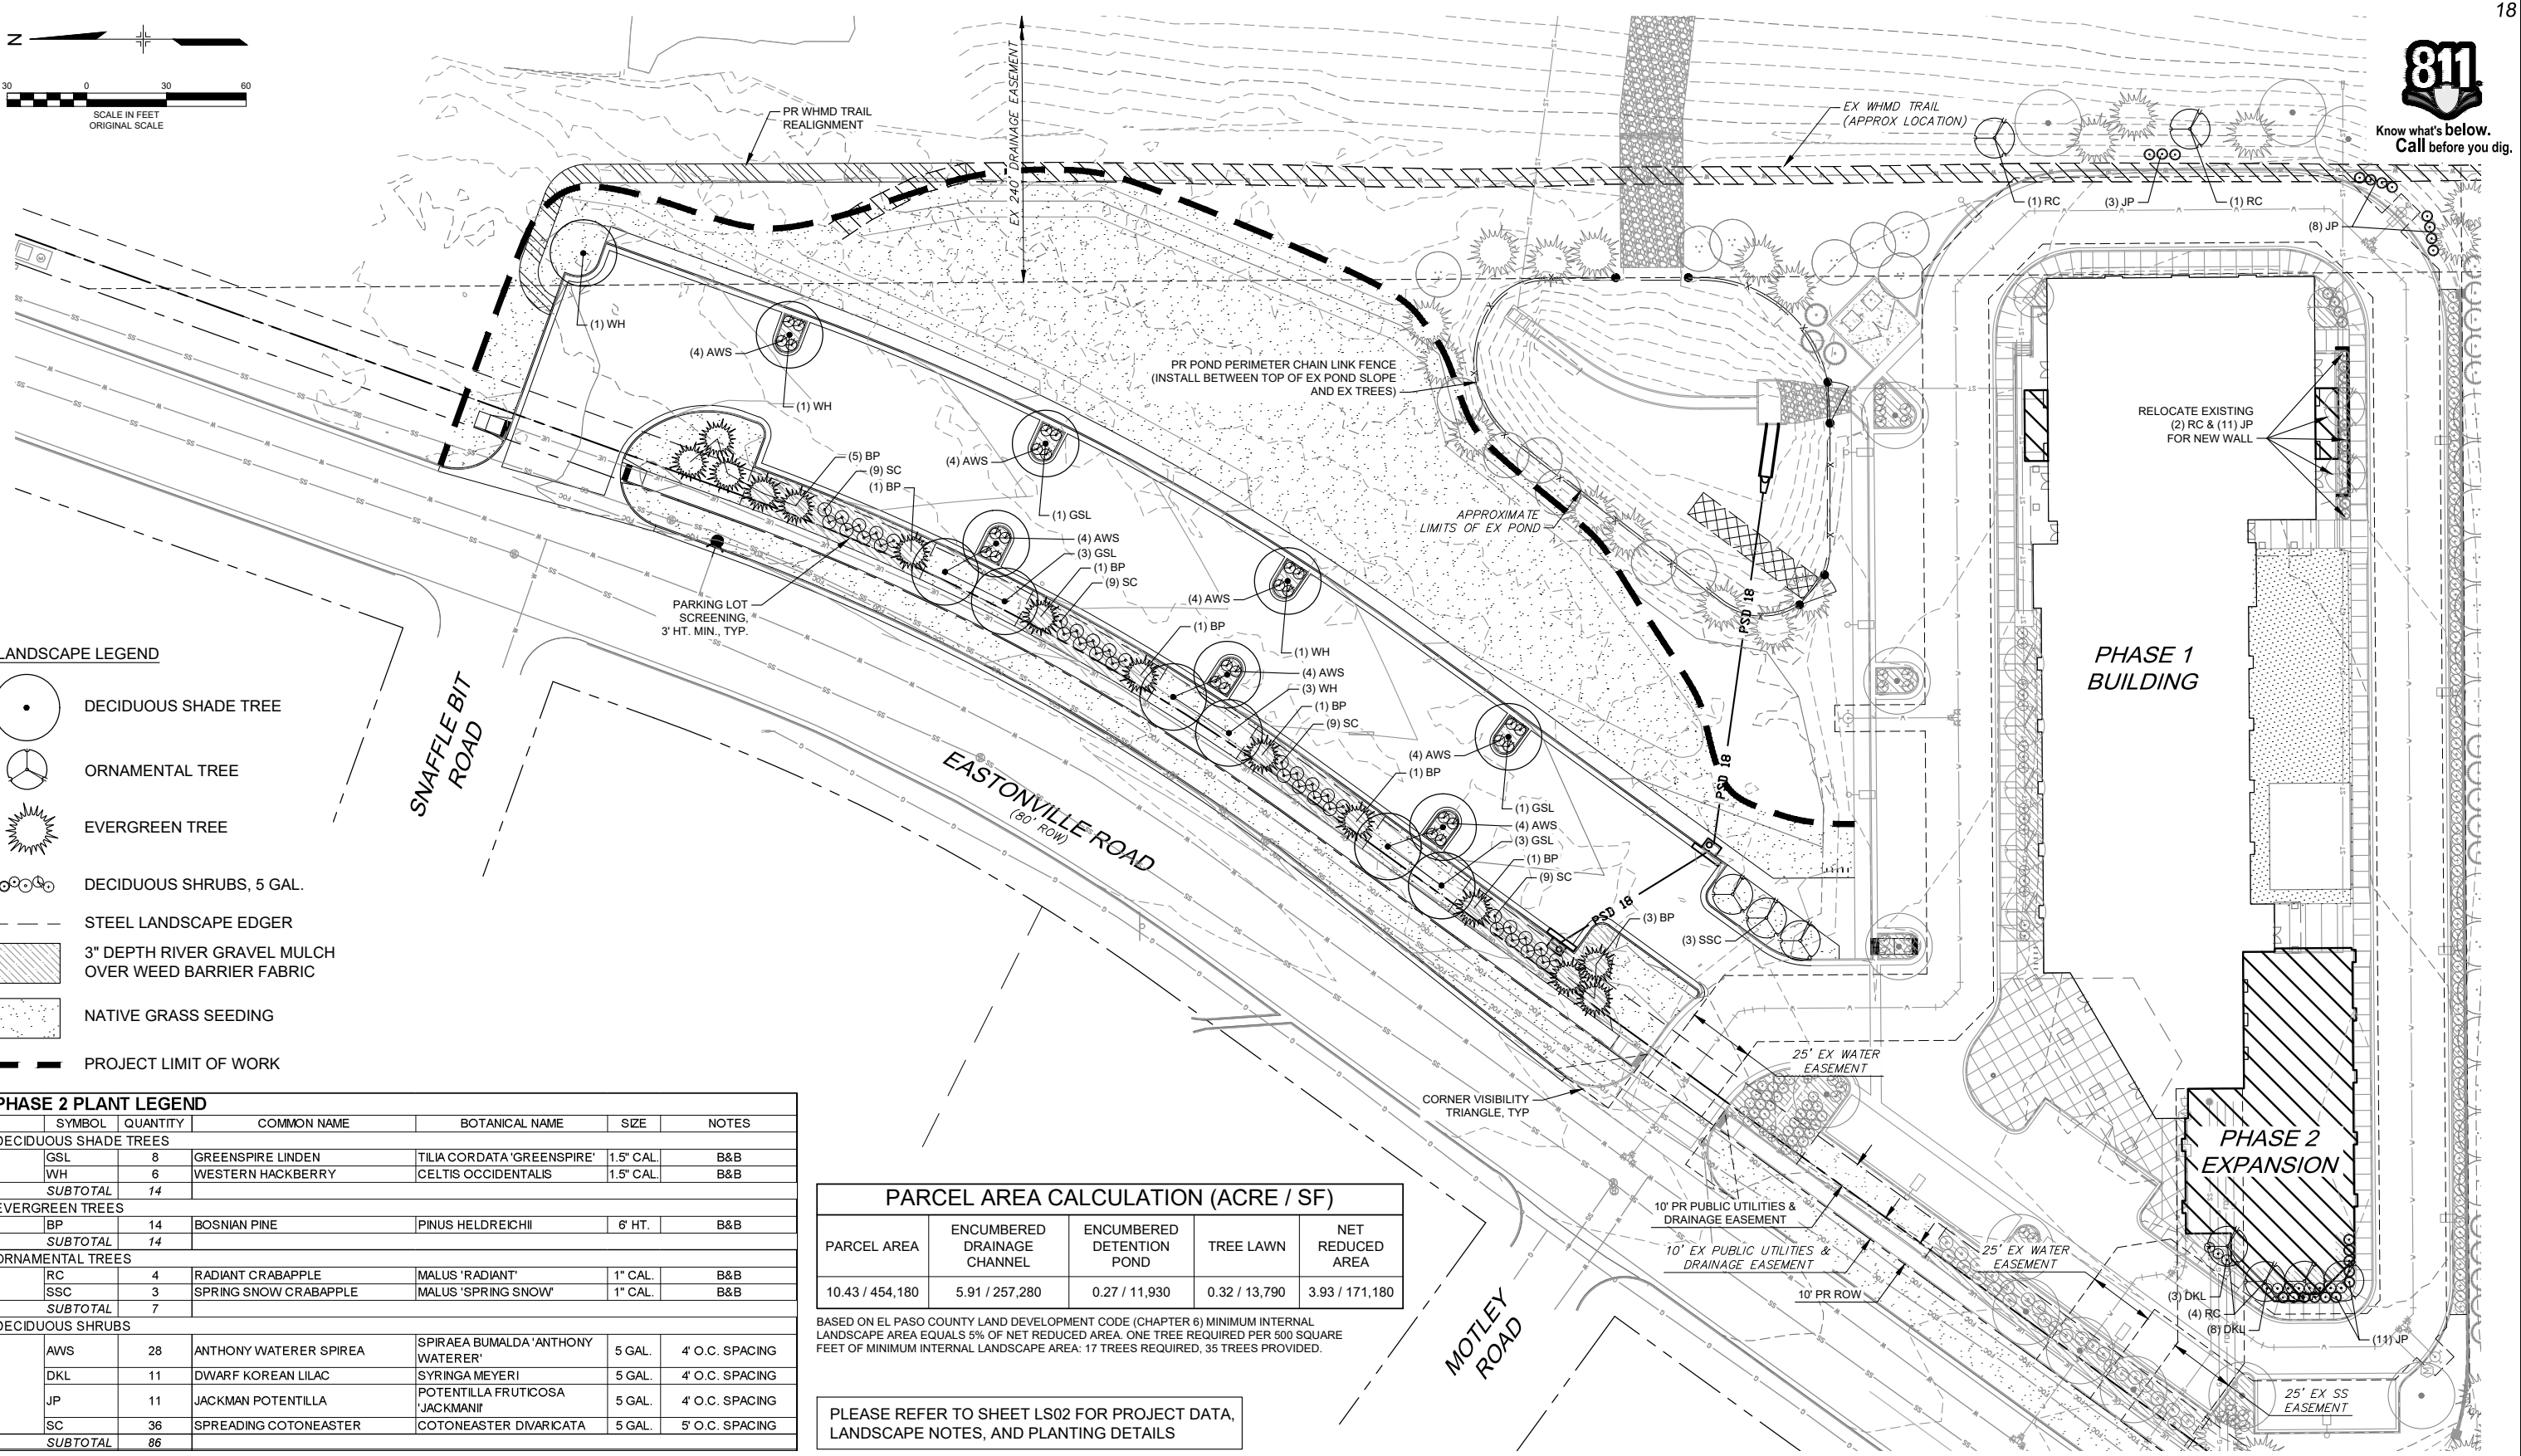 18
N
30 0 30 60
SCALE IN FEET
ORIGINAL SCALE
811
Know what's below.
Call before you dig.
PR WHMD TRAIL
REALIGNMENT
EX 240' DRAINAGE EASEMENT
EX WHMD TRAIL
(APPROX LOCATION)
(1) RC
(3) JP
(1) RC
(8) JP
(1) WH
(4) AWS
(1) WH
PR POND PERIMETER CHAIN LINK FENCE
(INSTALL BETWEEN TOP OF EX POND SLOPE
AND EX TREES)
RELOCATE EXISTING
(2) RC & (11) JP
FOR NEW WALL
(5) BP
(9) SC
(1) BP
(4) AWS
(1) GSL
APPROXIMATE
LIMITS OF EX POND
(4) AWS
(3) GSL
(1) BP
(9) SC
PARKING LOT
SCREENING,
3' HT. MIN., TYP.
(4) AWS
(1) BP
(1) WH
(4) AWS
(3) WH
(1) BP
(9) SC
PSD 18
PSD 18
PHASE 1
BUILDING
(4) AWS
(1) BP
(1) GSL
(4) AWS
(3) GSL
(1) BP
(9) SC
PSD 18
(3) BP
(3) SSC
SNAFFLE BIT
ROAD
EASTONVILLE ROAD
(80' ROW)
LANDSCAPE LEGEND
DECIDUOUS SHADE TREE
ORNAMENTAL TREE
EVERGREEN TREE
DECIDUOUS SHRUBS, 5 GAL.
STEEL LANDSCAPE EDGER
3" DEPTH RIVER GRAVEL MULCH
OVER WEED BARRIER FABRIC
NATIVE GRASS SEEDING
PROJECT LIMIT OF WORK
25' EX WATER
EASEMENT
CORNER VISIBILITY
TRIANGLE, TYP
PHASE 2
EXPANSION
10' PR PUBLIC UTILITIES &
DRAINAGE EASEMENT
10' EX PUBLIC UTILITIES &
DRAINAGE EASEMENT
10' PR ROW
25' EX WATER
EASEMENT
(3) DKL
(4) RC
(8) DKL
(11) JP
25' EX SS
EASEMENT
MOTLEY
ROAD
PHASE 2 PLANT LEGEND
SYMBOL QUANTITY COMMON NAME BOTANICAL NAME SIZE NOTES
DECIDUOUS SHADE TREES
GSL 8 GREENSPIRE LINDEN TILIA CORDATA 'GREENSPIRE' 1.5" CAL. B&B
WH 6 WESTERN HACKBERRY CELTIS OCCIDENTALIS 1.5" CAL. B&B
SUBTOTAL 14
EVERGREEN TREES
BP 14 BOSNIAN PINE PINUS HELDREICHII 6' HT. B&B
SUBTOTAL 14
ORNAMENTAL TREES
RC 4 RADIANT CRABAPPLE MALUS 'RADIANT' 1" CAL. B&B
SSC 3 SPRING SNOW CRABAPPLE MALUS 'SPRING SNOW' 1" CAL. B&B
SUBTOTAL 7
DECIDUOUS SHRUBS
AWS 28 ANTHONY WATERER SPIREA SPIRAEA BUMALDA 'ANTHONY WATERER' 5 GAL. 4' O.C. SPACING
DKL 11 DWARF KOREAN LILAC SYRINGA MEYERI 5 GAL. 4' O.C. SPACING
JP 11 JACKMAN POTENTILLA POTENTILLA FRUTICOSA 'JACKMANII' 5 GAL. 4' O.C. SPACING
SC 36 SPREADING COTONEASTER COTONEASTER DIVARICATA 5 GAL. 5' O.C. SPACING
SUBTOTAL 86
PARCEL AREA CALCULATION (ACRE / SF)
PARCEL AREA ENCUMBERED DRAINAGE CHANNEL ENCUMBERED DETENTION POND TREE LAWN NET REDUCED AREA
10.43 / 454,180 5.91 / 257,280 0.27 / 11,930 0.32 / 13,790 3.93 / 171,180
BASED ON EL PASO COUNTY LAND DEVELOPMENT CODE (CHAPTER 6) MINIMUM INTERNAL
LANDSCAPE AREA EQUALS 5% OF NET REDUCED AREA. ONE TREE REQUIRED PER 500 SQUARE
FEET OF MINIMUM INTERNAL LANDSCAPE AREA: 17 TREES REQUIRED, 35 TREES PROVIDED.
PLEASE REFER TO SHEET LS02 FOR PROJECT DATA,
LANDSCAPE NOTES, AND PLANTING DETAILS